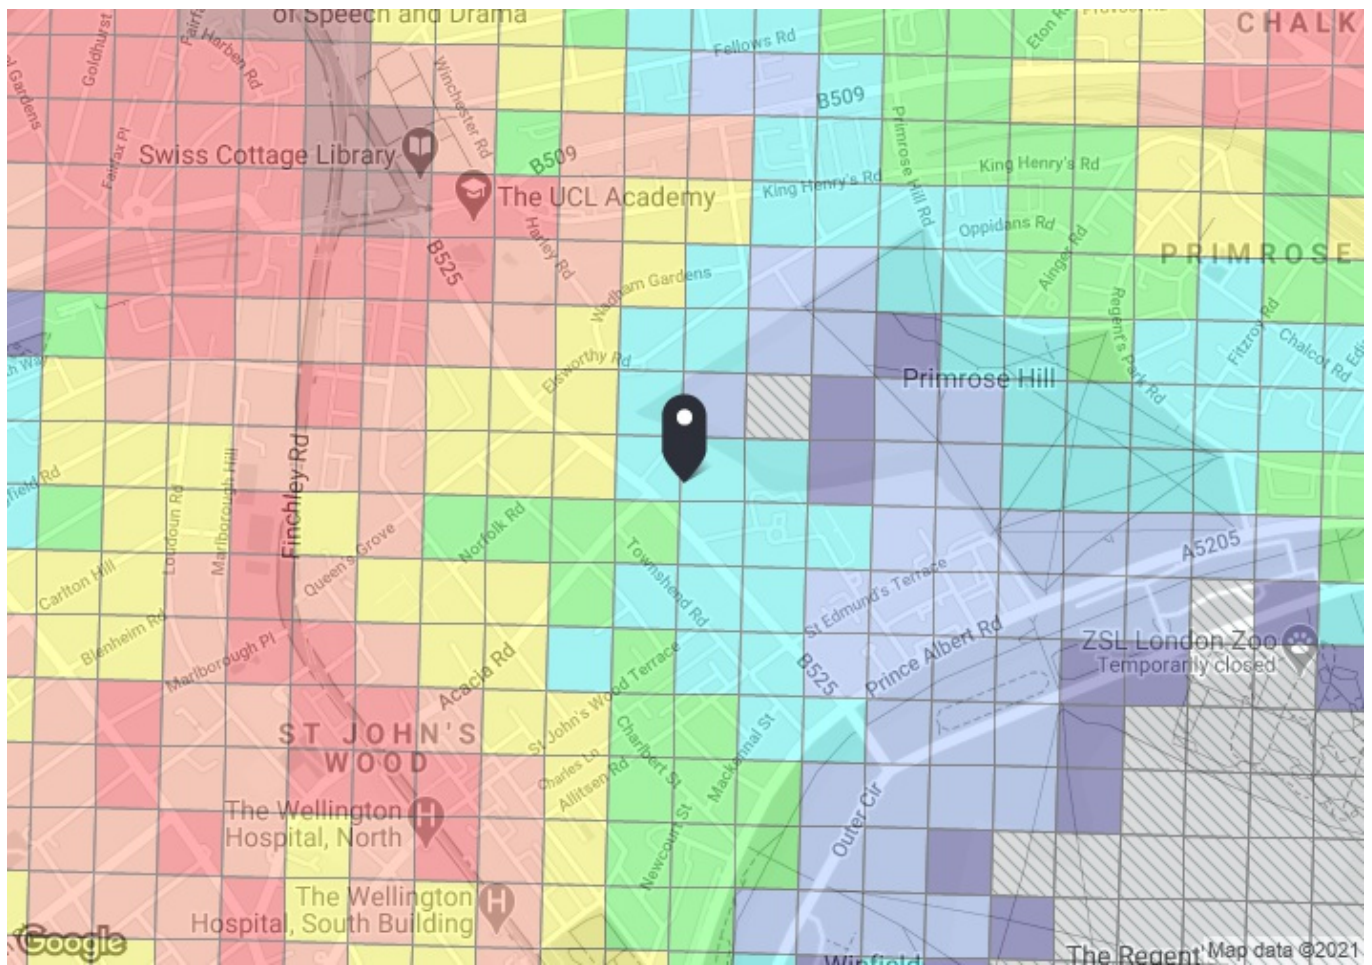 of Speech and Drama
CHALK
Goldhurst
Harben Rd
Fairfax Pl
Winchester Rd
Fellows Rd
Eton Rd
B509
Swiss Cottage Library
B509
The UCL Academy
King Henry's Rd
Primrose Hill Rd
King Henry's Rd
Harley Rd
Oppidans Rd
Ainger Rd
PRIMROSE
B525
Wadham Gardens
Elsworthy Rd
Regent's Park Rd
Fitzroy Rd
Chalcot Rd
Primrose Hill
Finchley Rd
Marlborough Hill
Loudoun Rd
Queen's Grove
Norfolk Rd
Townshend Rd
A5205
Carlton Hill
Blenheim Rd
Marlborough Pl
Acacia Rd
St John's Wood Terrace
St Edmund's Terrace
Prince Albert Rd
B525
ZSL London Zoo
Temporarily closed
ST JOHN'S
WOOD
Charles Ln
Allitsen Rd
Charlbert St
Mackennal St
Newcourt St
Outer Cir
The Wellington
Hospital, North
The Wellington
Hospital, South Building
Google
Winfield
The Regent'
Map data ©2021